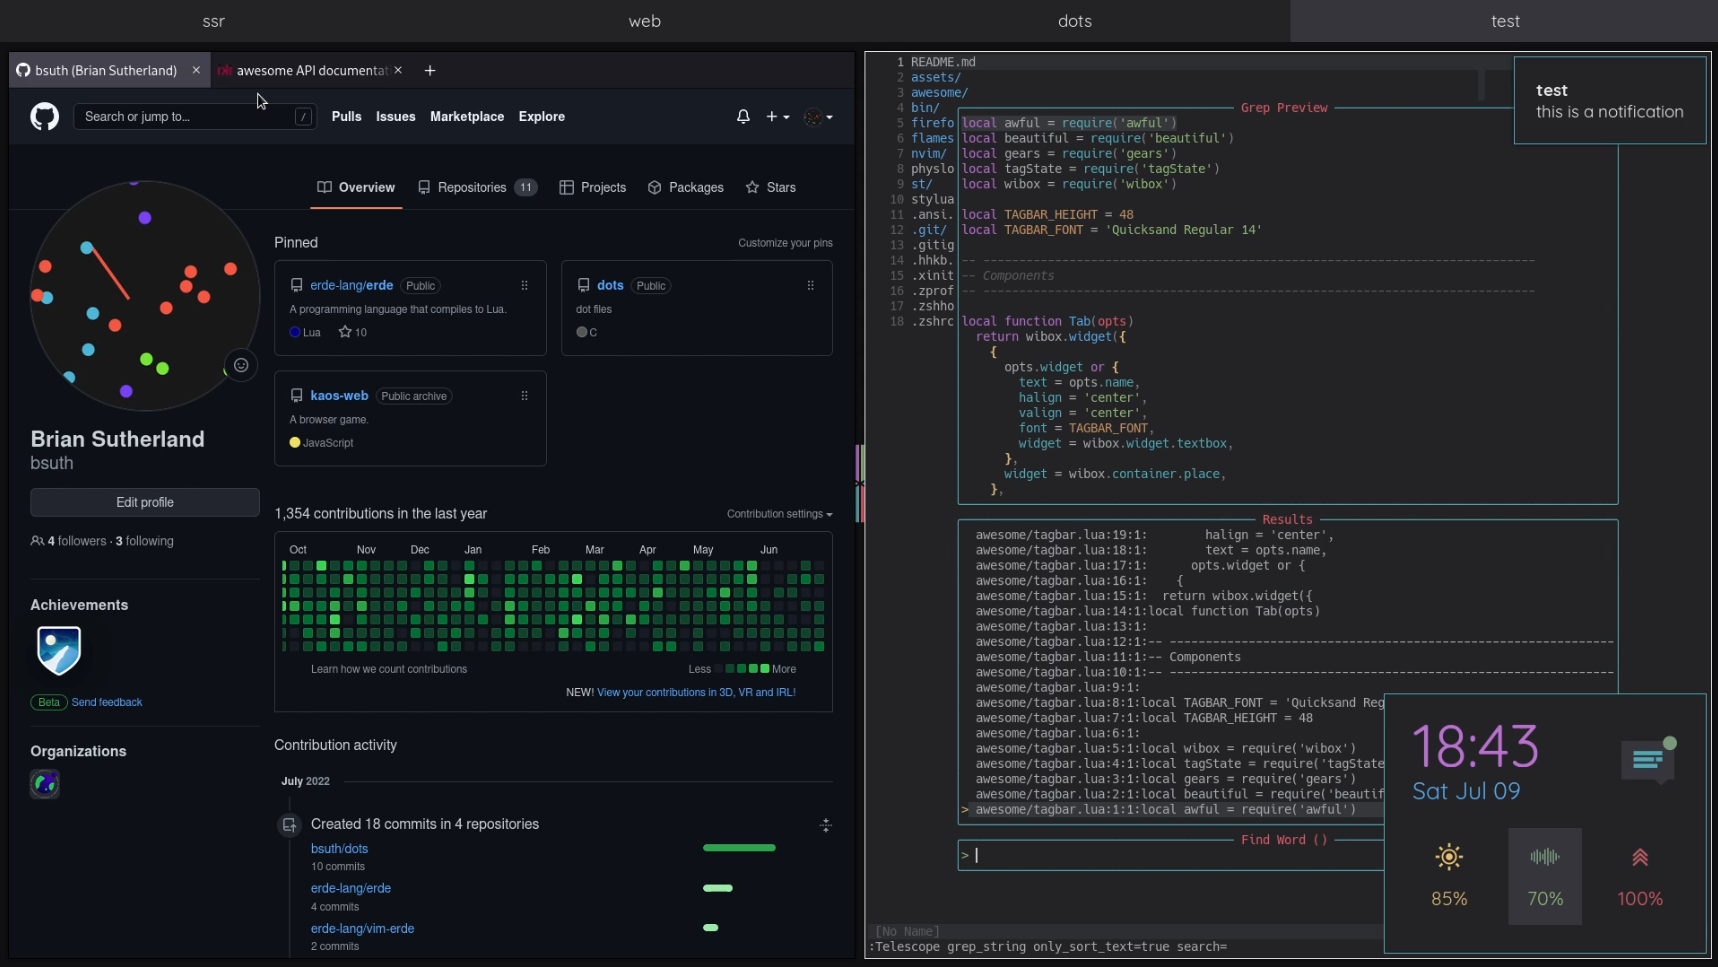 ssr
web
dots
test
bsuth (Brian Sutherland)
awesome API documentat
Search or jump to…
/
Pulls
Issues
Marketplace
Explore
Overview
Repositories 11
Projects
Packages
Stars
Pinned
Customize your pins
erde-lang/erde Public
A programming language that compiles to Lua.
Lua 10
dots Public
dot files
C
kaos-web Public archive
A browser game.
JavaScript
Brian Sutherland
bsuth
Edit profile
4 followers · 3 following
Achievements
Beta Send feedback
Organizations
1,354 contributions in the last year
Contribution settings
Oct Nov Dec Jan Feb Mar Apr May Jun
Learn how we count contributions
Less More
NEW! View your contributions in 3D, VR and IRL!
Contribution activity
July 2022
Created 18 commits in 4 repositories
bsuth/dots
10 commits
erde-lang/erde
4 commits
erde-lang/vim-erde
2 commits
1 README.md
2 assets/
3 awesome/
4 bin/
5 firefo
6 flames
7 nvim/
8 physlo
9 st/
10 stylua
11 .ansi.
12 .git/
13 .gitig
14 .hhkb.
15 .xinit
16 .zprof
17 .zshho
18 .zshrc
Grep Preview
local awful = require('awful')
local beautiful = require('beautiful')
local gears = require('gears')
local tagState = require('tagState')
local wibox = require('wibox')
local TAGBAR_HEIGHT = 48
local TAGBAR_FONT = 'Quicksand Regular 14'
-- -----------------------------------------------------------------------------
-- Components
-- -----------------------------------------------------------------------------
local function Tab(opts)
return wibox.widget({
{
opts.widget or {
text = opts.name,
halign = 'center',
valign = 'center',
font = TAGBAR_FONT,
widget = wibox.widget.textbox,
},
widget = wibox.container.place,
},
Results
awesome/tagbar.lua:19:1: halign = 'center',
awesome/tagbar.lua:18:1: text = opts.name,
awesome/tagbar.lua:17:1: opts.widget or {
awesome/tagbar.lua:16:1: {
awesome/tagbar.lua:15:1: return wibox.widget({
awesome/tagbar.lua:14:1:local function Tab(opts)
awesome/tagbar.lua:13:1:
awesome/tagbar.lua:12:1:-- --------------------------------------------------------------
awesome/tagbar.lua:11:1:-- Components
awesome/tagbar.lua:10:1:-- --------------------------------------------------------------
awesome/tagbar.lua:9:1:
awesome/tagbar.lua:8:1:local TAGBAR_FONT = 'Quicksand Reg
awesome/tagbar.lua:7:1:local TAGBAR_HEIGHT = 48
awesome/tagbar.lua:6:1:
awesome/tagbar.lua:5:1:local wibox = require('wibox')
awesome/tagbar.lua:4:1:local tagState = require('tagState
awesome/tagbar.lua:3:1:local gears = require('gears')
awesome/tagbar.lua:2:1:local beautiful = require('beautif
> awesome/tagbar.lua:1:1:local awful = require('awful')
Find Word ()
>
[No Name]
:Telescope grep_string only_sort_text=true search=
test
this is a notification
18:43
Sat Jul 09
85%
70%
100%